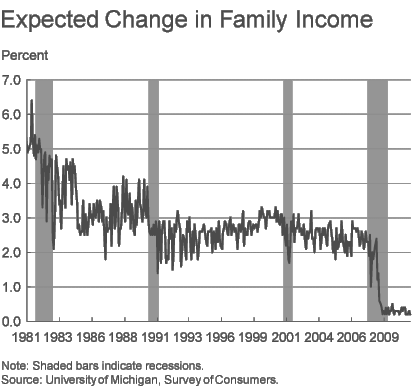 Expected Change in Family Income
Percent
7.0
6.0
5.0
4.0
3.0
2.0
1.0
0.0
1981 1983 1986 1988 1991 1993 1996 1999 2001 2004 2006 2009
Note: Shaded bars indicate recessions.
Source: University of Michigan, Survey of Consumers.